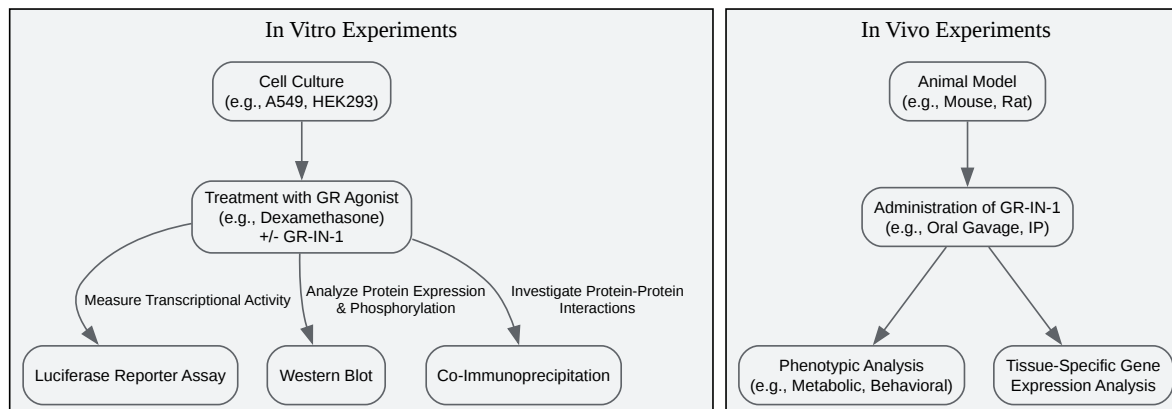 In Vitro Experiments
Cell Culture
(e.g., A549, HEK293)
Treatment with GR Agonist
(e.g., Dexamethasone)
+/- GR-IN-1
Measure Transcriptional Activity
Analyze Protein Expression
& Phosphorylation
Investigate Protein-Protein
Interactions
Luciferase Reporter Assay
Western Blot
Co-Immunoprecipitation
In Vivo Experiments
Animal Model
(e.g., Mouse, Rat)
Administration of GR-IN-1
(e.g., Oral Gavage, IP)
Phenotypic Analysis
(e.g., Metabolic, Behavioral)
Tissue-Specific Gene
Expression Analysis